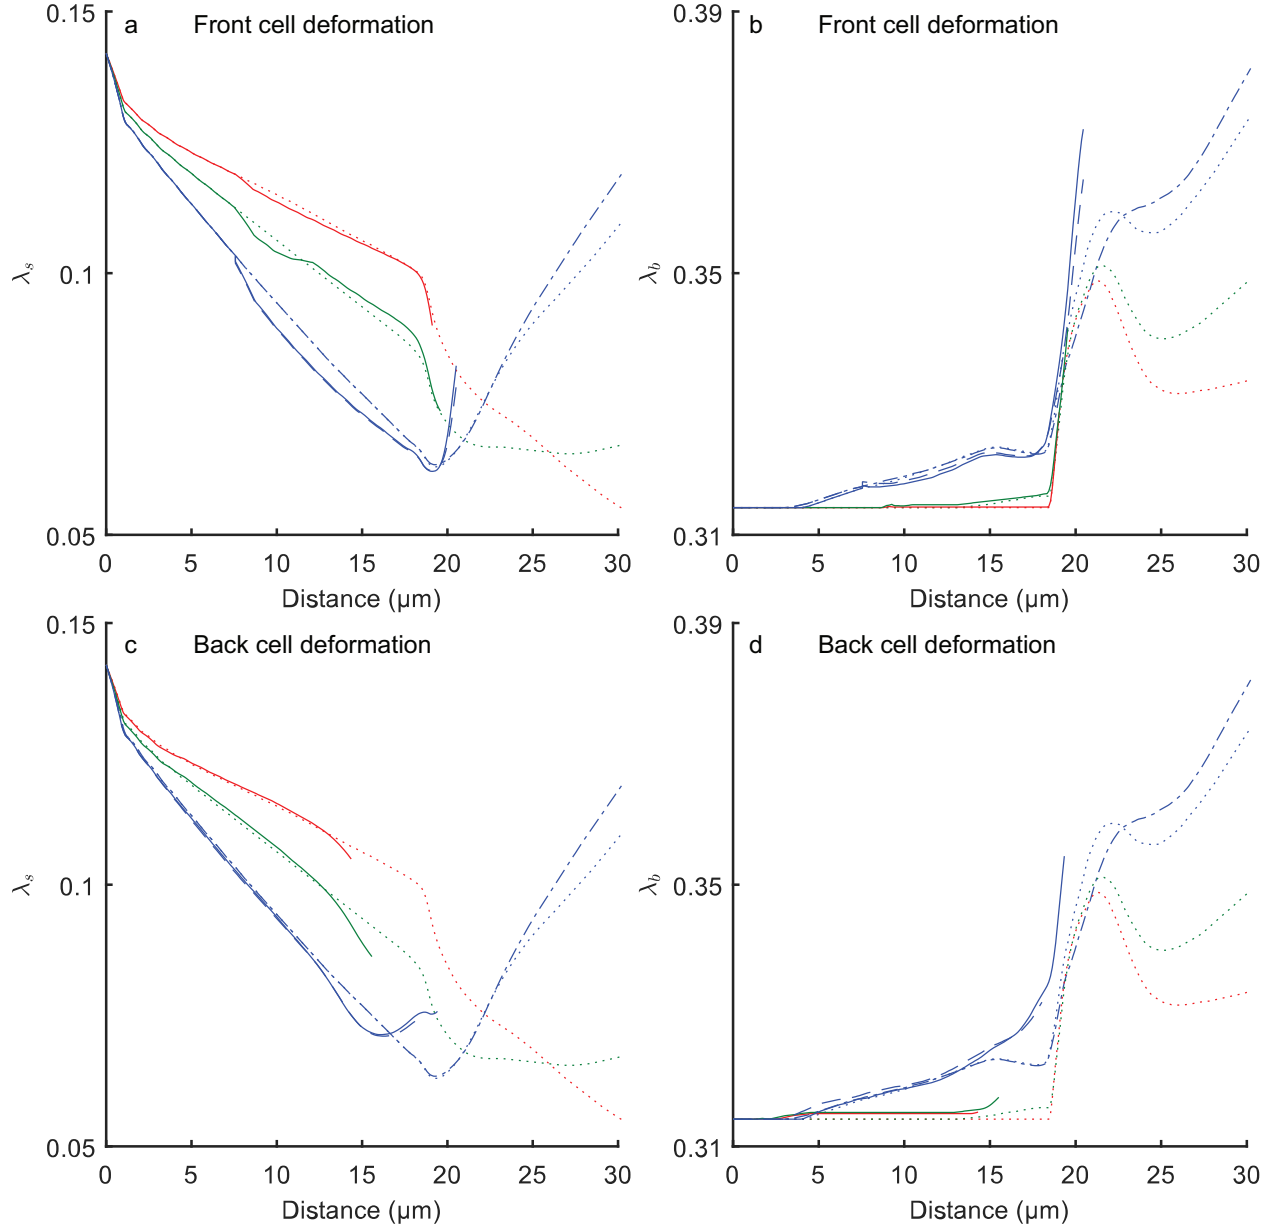 0.15 a Front cell deformation
0.1
λs
0.05
0 5 10 15 20 25 30
Distance (μm)
0.39 b Front cell deformation
0.35
λb
0.31
0 5 10 15 20 25 30
Distance (μm)
0.15 c Back cell deformation
0.1
λs
0.05
0 5 10 15 20 25 30
Distance (μm)
0.39 d Back cell deformation
0.35
λb
0.31
0 5 10 15 20 25 30
Distance (μm)